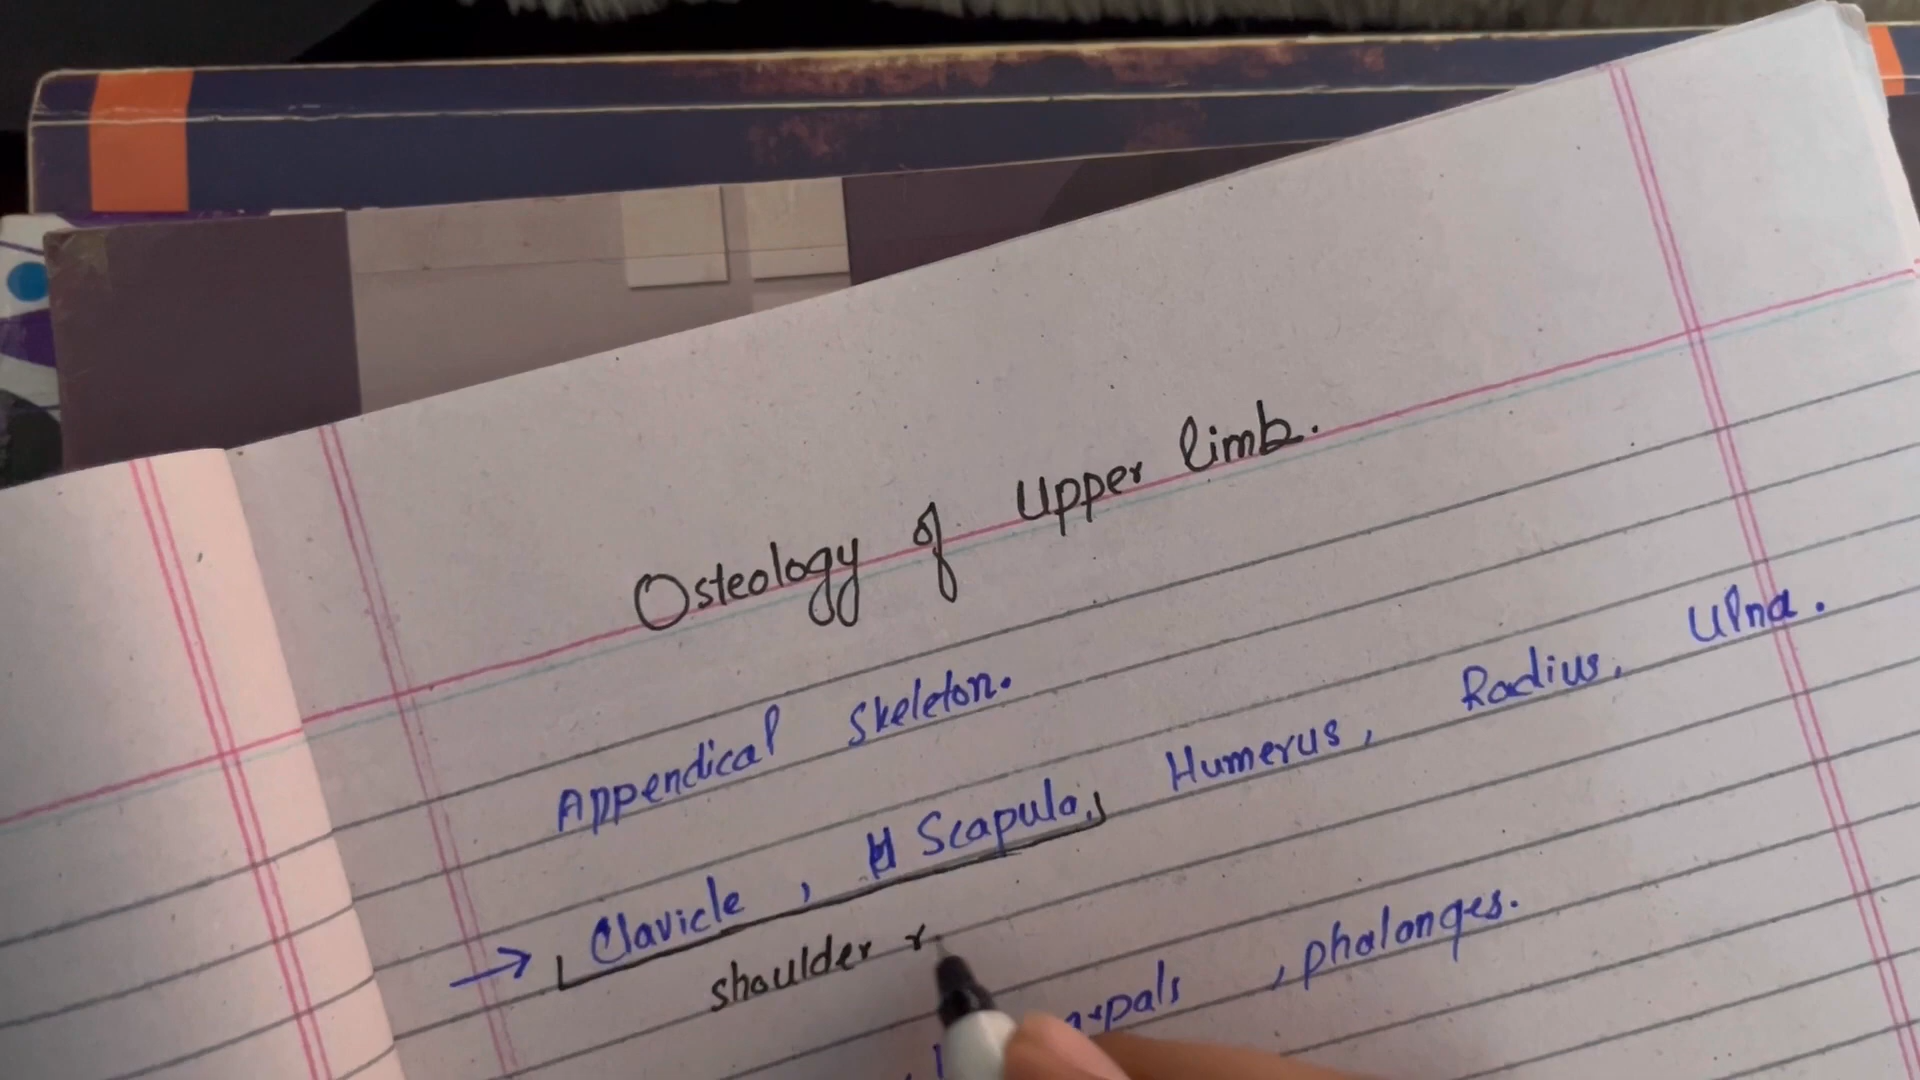 Osteology of Upper limb.
Appendical Skeleton.
→ Clavicle, Scapula, Humerus, Radius, Ulna.
shoulder r
, phalanges.